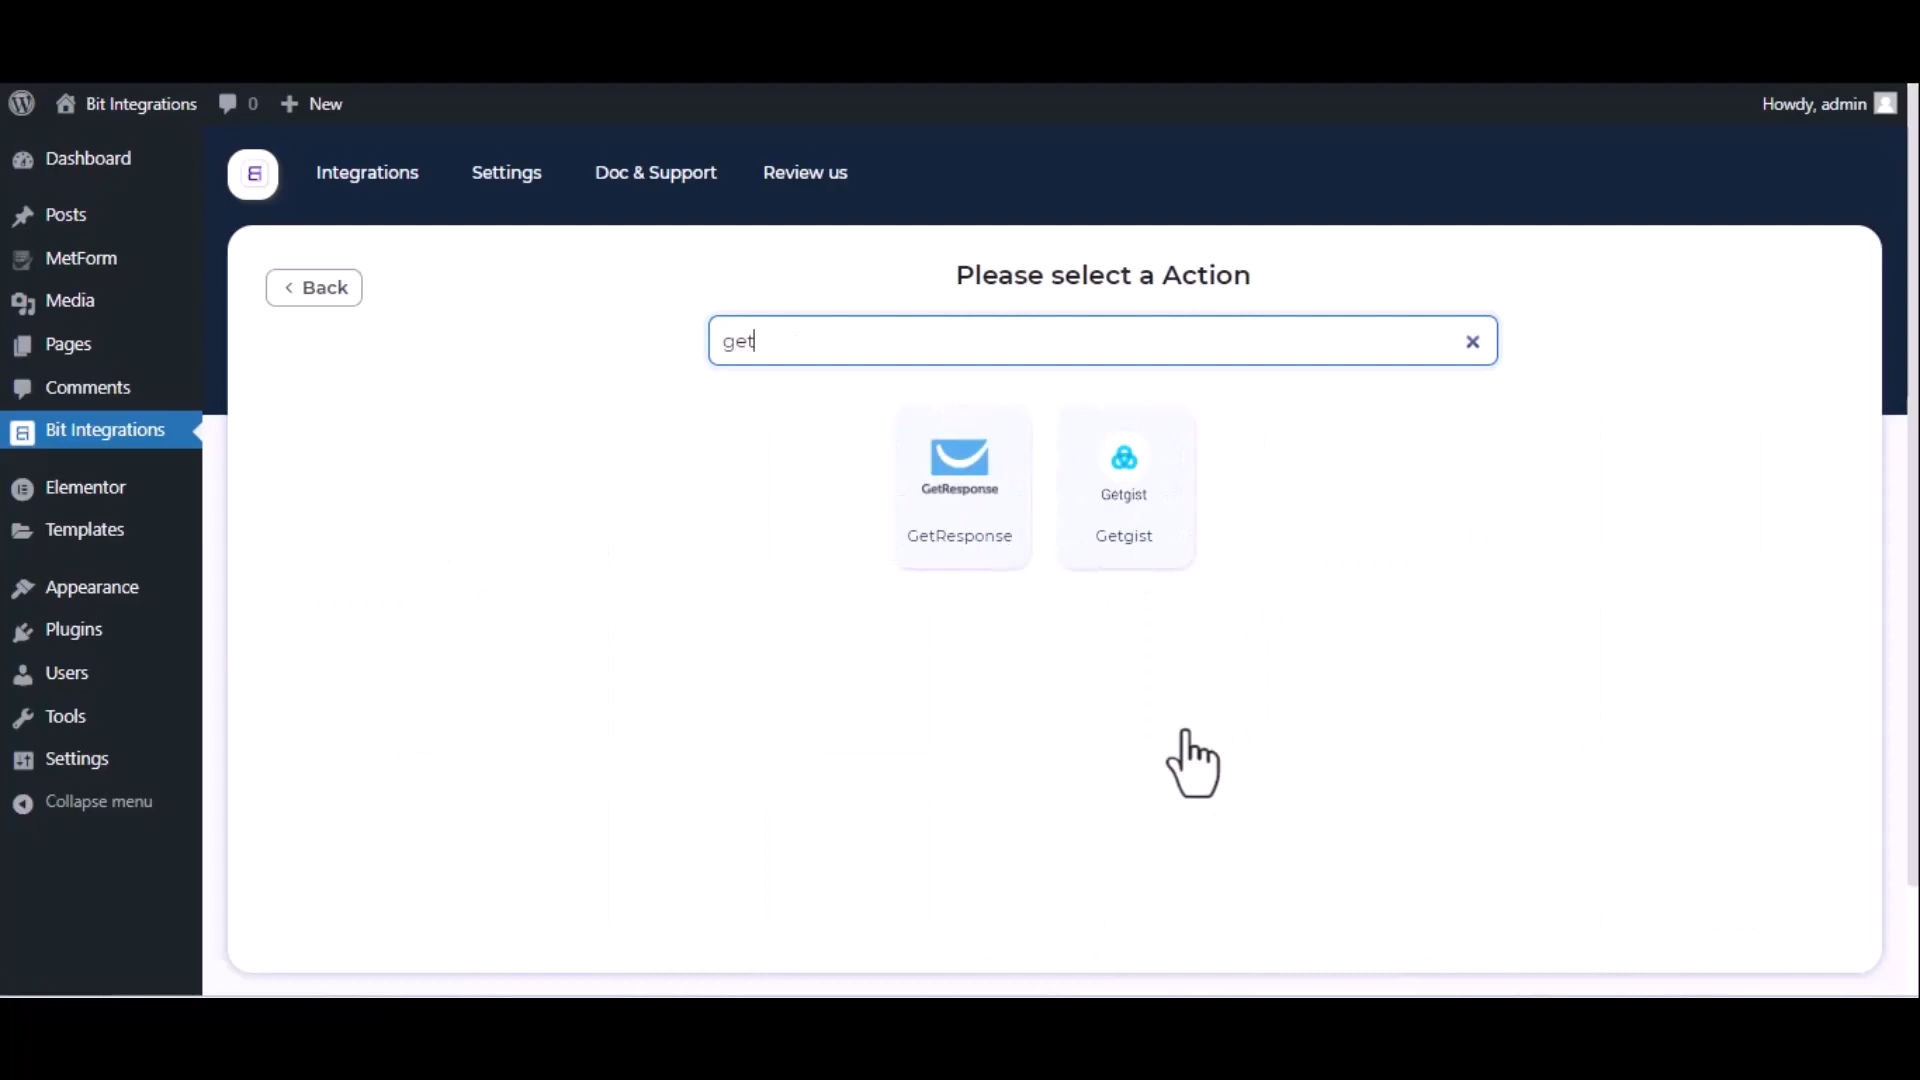 Bit Integrations 0 New Howdy, admin
Dashboard
Posts
MetForm
Media
Pages
Comments
Bit Integrations
Elementor
Templates
Appearance
Plugins
Users
Tools
Settings
Collapse menu
Integrations Settings Doc & Support Review us
Back
Please select a Action
get
GetResponse
GetResponse
Getgist
Getgist